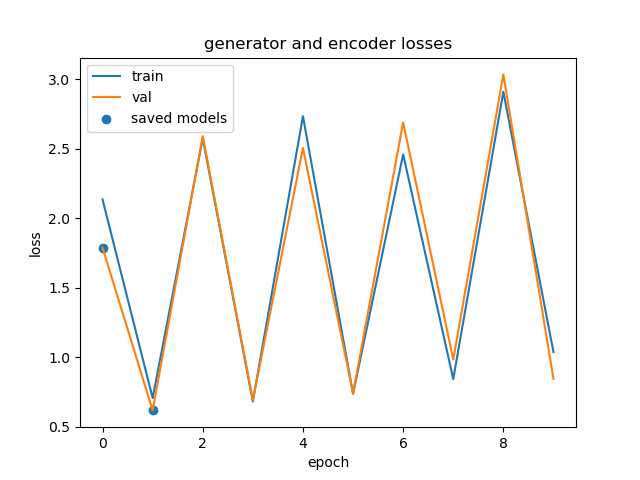 generator and encoder losses
train
val
saved models
3.0
2.5
2.0
1.5
1.0
0.5
loss
0 2 4 6 8
epoch